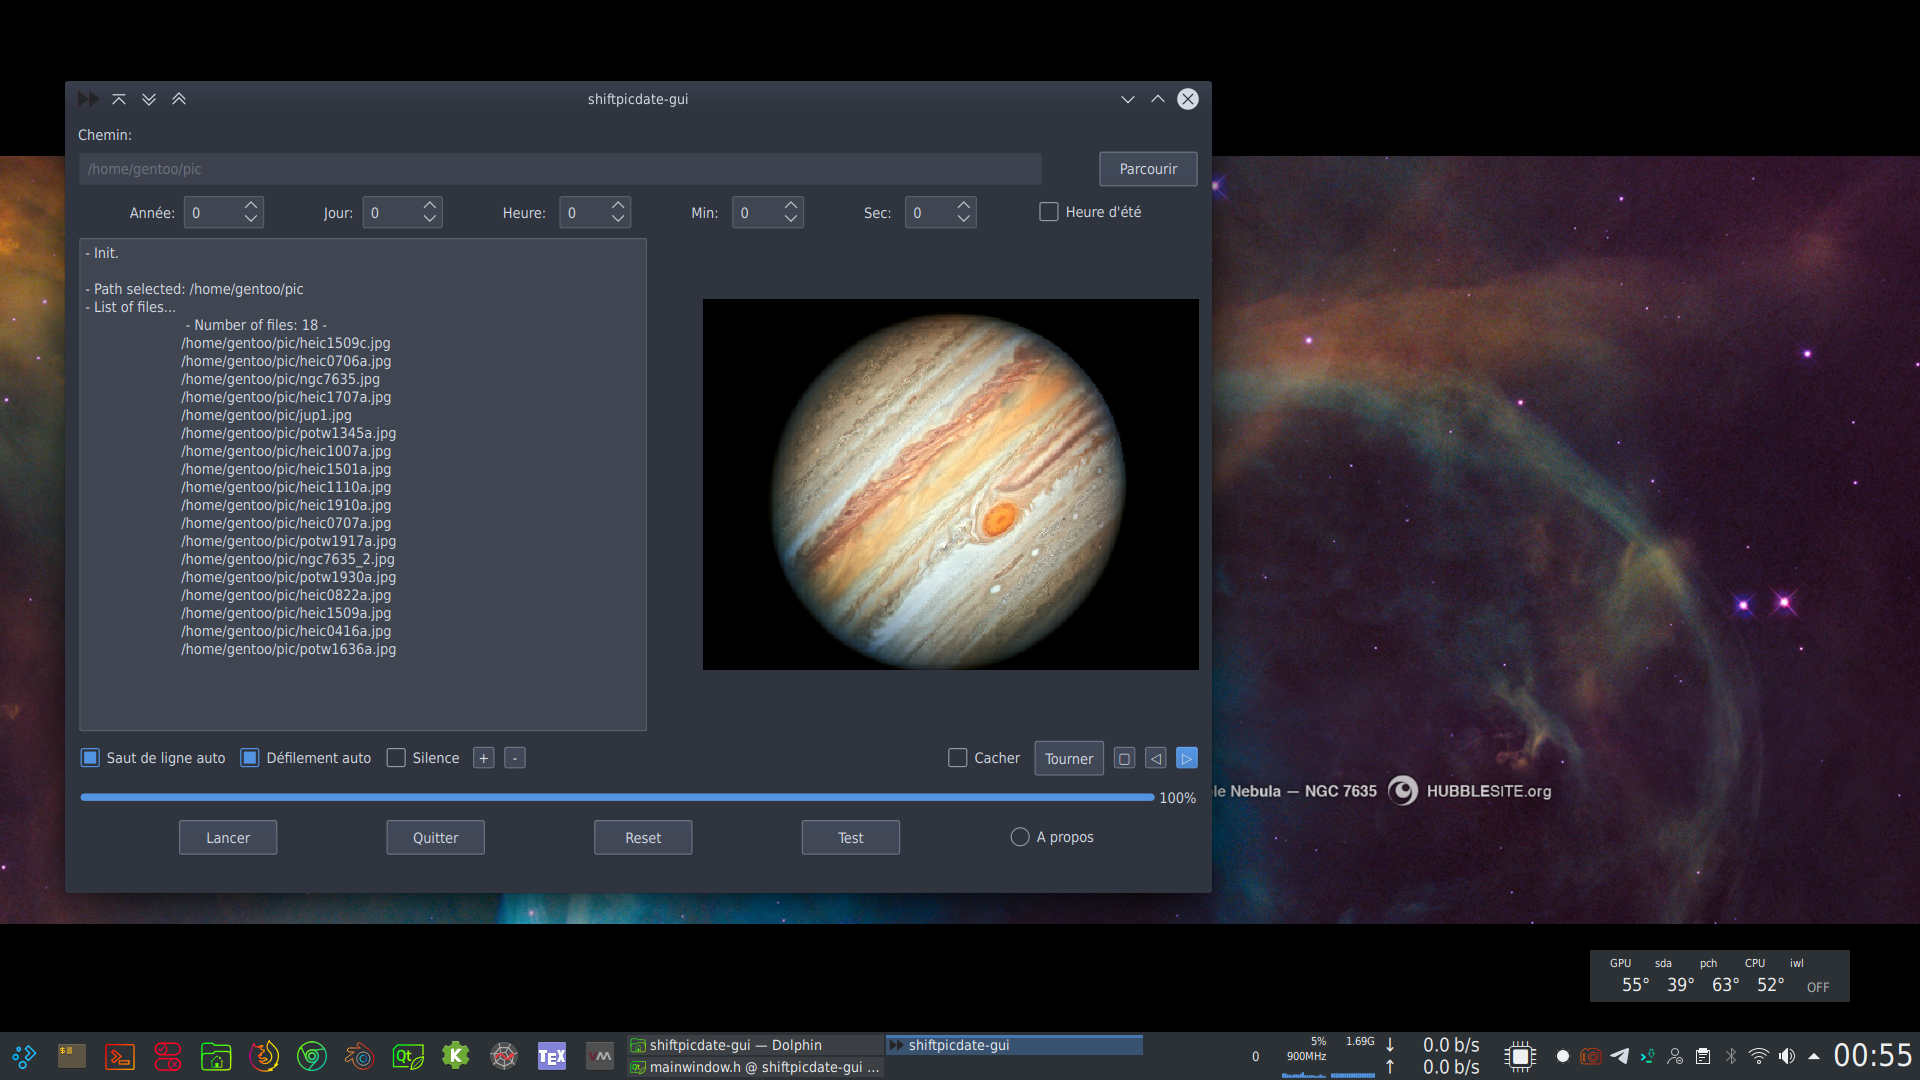 shiftpicdate-gui
Chemin:
/home/gentoo/pic
Parcourir
Année: 0 Jour: 0 Heure: 0 Min: 0 Sec: 0 Heure d'été
- Init.
- Path selected: /home/gentoo/pic
- List of files...
- Number of files: 18 -
/home/gentoo/pic/heic1509c.jpg
/home/gentoo/pic/heic0706a.jpg
/home/gentoo/pic/ngc7635.jpg
/home/gentoo/pic/heic1707a.jpg
/home/gentoo/pic/jup1.jpg
/home/gentoo/pic/potw1345a.jpg
/home/gentoo/pic/heic1007a.jpg
/home/gentoo/pic/heic1501a.jpg
/home/gentoo/pic/heic1110a.jpg
/home/gentoo/pic/heic1910a.jpg
/home/gentoo/pic/heic0707a.jpg
/home/gentoo/pic/potw1917a.jpg
/home/gentoo/pic/ngc7635_2.jpg
/home/gentoo/pic/potw1930a.jpg
/home/gentoo/pic/heic0822a.jpg
/home/gentoo/pic/heic1509a.jpg
/home/gentoo/pic/heic0416a.jpg
/home/gentoo/pic/potw1636a.jpg
Saut de ligne auto Défilement auto Silence + - Cacher Tourner
100%
Lancer Quitter Reset Test A propos
le Nebula — NGC 7635 HUBBLESITE.org
GPU sda pch CPU iwl
55° 39° 63° 52° OFF
$≡ Qt K TEX VM
shiftpicdate-gui — Dolphin
shiftpicdate-gui
Qt mainwindow.h @ shiftpicdate-gui ...
0
5% 1.69G
900MHz
↓ 0.0 b/s
↑ 0.0 b/s
00:55